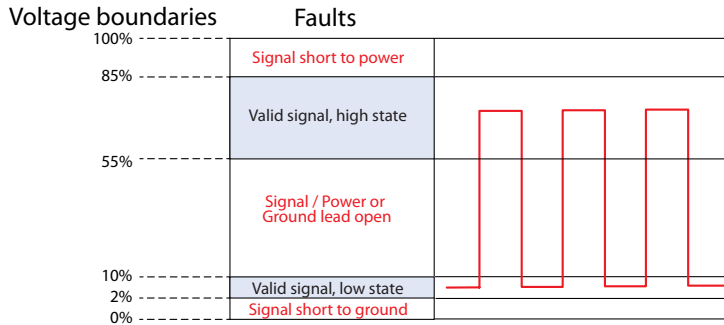 Voltage boundaries Faults
100%
Signal short to power
85%
Valid signal, high state
55%
Signal / Power or
Ground lead open
10%
Valid signal, low state
2%
Signal short to ground
0%